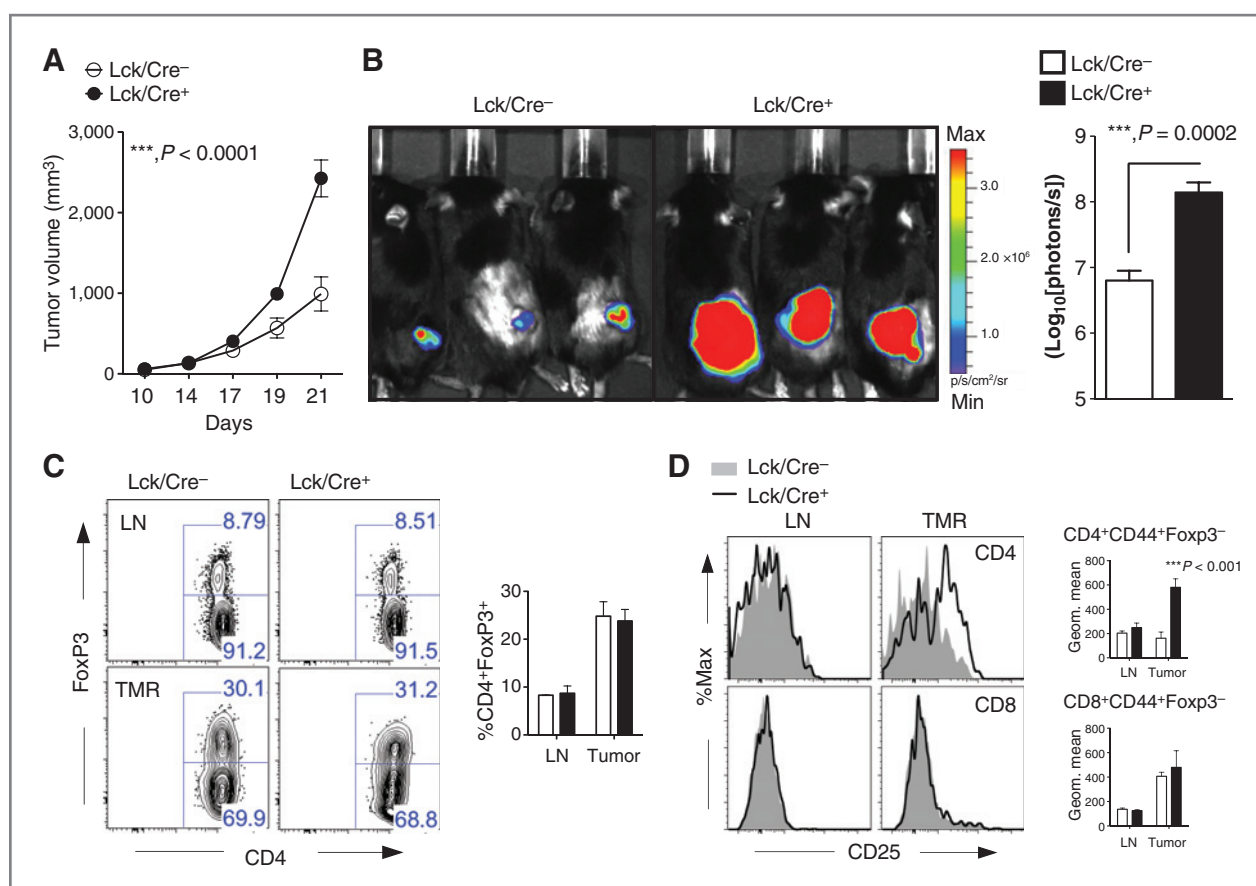 A
Lck/Cre–
Lck/Cre+
Tumor volume (mm3)
3,000
2,000
1,000
0
***, P < 0.0001
10 14 17 19 21
Days
B
Lck/Cre–
Lck/Cre+
Max
3.0
2.0 ×10⁶
1.0
p/s/cm²/sr
Min
Lck/Cre–
Lck/Cre+
***, P = 0.0002
(Log10[photons/s])
9
8
7
6
5
C
Lck/Cre–
Lck/Cre+
LN
8.79
91.2
8.51
91.5
TMR
30.1
69.9
31.2
68.8
FoxP3
CD4
%CD4+FoxP3+
30
20
10
0
LN Tumor
D
Lck/Cre–
Lck/Cre+
LN
TMR
CD4
CD8
%Max
CD25
CD4+CD44+Foxp3–
***P < 0.001
Geom. mean
800
600
400
200
0
LN Tumor
CD8+CD44+Foxp3–
Geom. mean
800
600
400
200
0
LN Tumor